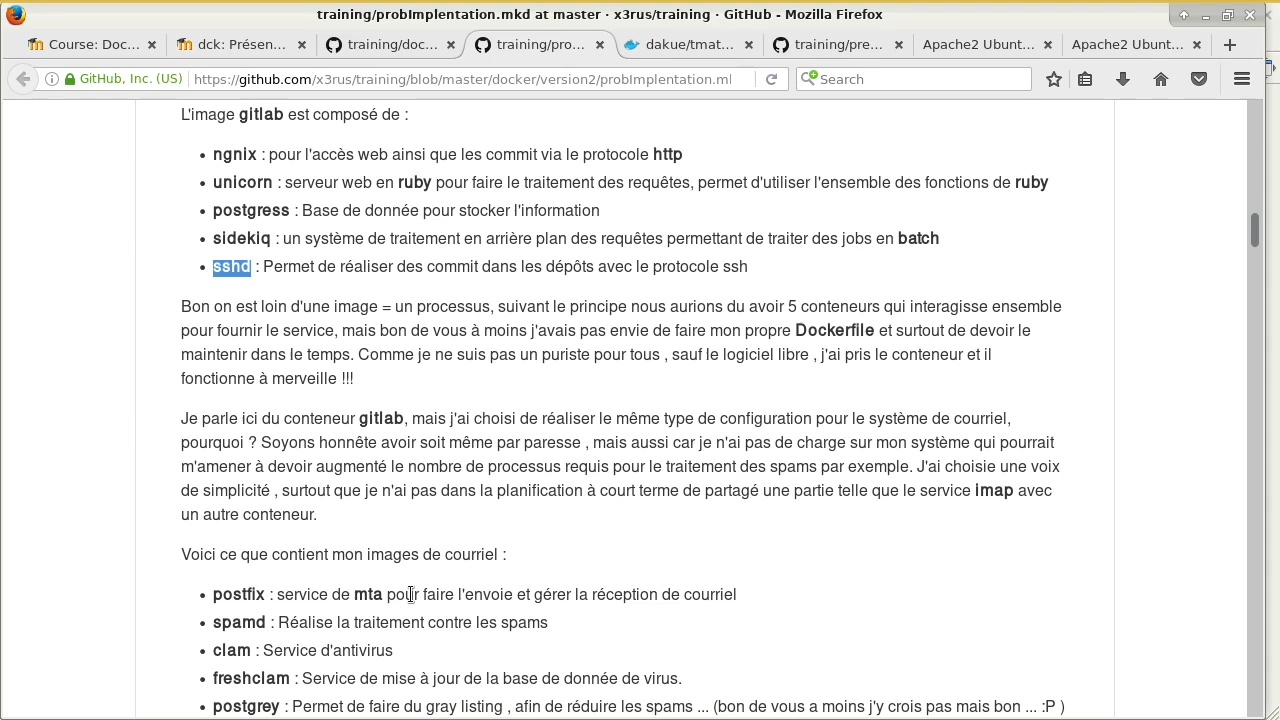 training/probImplentation.mkd at master · x3rus/training · GitHub - Mozilla Firefox
Course: Doc... dck: Présen... training/doc... training/pro... dakue/tmat... training/pre... Apache2 Ubunt... Apache2 Ubunt...
GitHub, Inc. (US) https://github.com/x3rus/training/blob/master/docker/version2/probImplentation.ml Search
L'image gitlab est composé de :
• ngnix : pour l'accès web ainsi que les commit via le protocole http
• unicorn : serveur web en ruby pour faire le traitement des requêtes, permet d'utiliser l'ensemble des fonctions de ruby
• postgress : Base de donnée pour stocker l'information
• sidekiq : un système de traitement en arrière plan des requêtes permettant de traiter des jobs en batch
• sshd : Permet de réaliser des commit dans les dépôts avec le protocole ssh
Bon on est loin d'une image = un processus, suivant le principe nous aurions du avoir 5 conteneurs qui interagisse ensemble
pour fournir le service, mais bon de vous à moins j'avais pas envie de faire mon propre Dockerfile et surtout de devoir le
maintenir dans le temps. Comme je ne suis pas un puriste pour tous , sauf le logiciel libre , j'ai pris le conteneur et il
fonctionne à merveille !!!
Je parle ici du conteneur gitlab, mais j'ai choisi de réaliser le même type de configuration pour le système de courriel,
pourquoi ? Soyons honnête avoir soit même par paresse , mais aussi car je n'ai pas de charge sur mon système qui pourrait
m'amener à devoir augmenté le nombre de processus requis pour le traitement des spams par exemple. J'ai choisie une voix
de simplicité , surtout que je n'ai pas dans la planification à court terme de partagé une partie telle que le service imap avec
un autre conteneur.
Voici ce que contient mon images de courriel :
• postfix : service de mta pour faire l'envoie et gérer la réception de courriel
• spamd : Réalise la traitement contre les spams
• clam : Service d'antivirus
• freshclam : Service de mise à jour de la base de donnée de virus.
• postgrey : Permet de faire du gray listing , afin de réduire les spams ... (bon de vous a moins j'y crois pas mais bon ... :P )